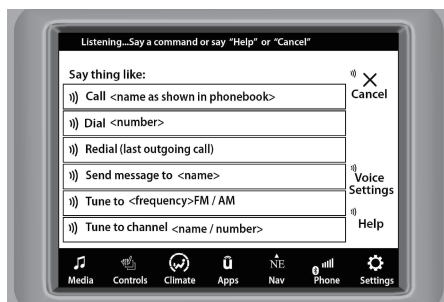 Listening...Say a command or say “Help” or “Cancel”
Say thing like:
Call <name as shown in phonebook>
Dial <number>
Redial (last outgoing call)
Send message to <name>
Tune to <frequency>FM / AM
Tune to channel <name / number>
Cancel
Voice
Settings
Help
NE
Media Controls Climate Apps Nav Phone Settings